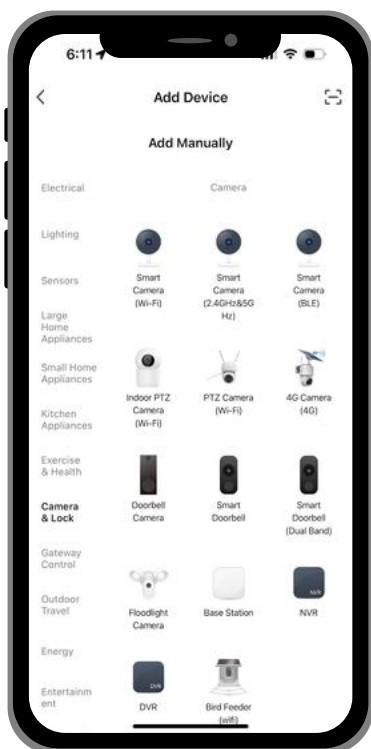 6:11
Add Device
Add Manually
Electrical
Lighting
Sensors
Large
Home
Appliances
Small Home
Appliances
Kitchen
Appliances
Exercise
& Health
Camera
& Lock
Gateway
Control
Outdoor
Travel
Energy
Entertainm
ent
Camera
Smart
Camera
(Wi-Fi)
Smart
Camera
(2.4GHz&5G
Hz)
Smart
Camera
(BLE)
Indoor PTZ
Camera
(Wi-Fi)
PTZ Camera
(Wi-Fi)
4G Camera
(4G)
Doorbell
Camera
Smart
Doorbell
Smart
Doorbell
(Dual Band)
Floodlight
Camera
Base Station
NVR
NVR
DVR
DVR
Bird Feeder
(wifi)